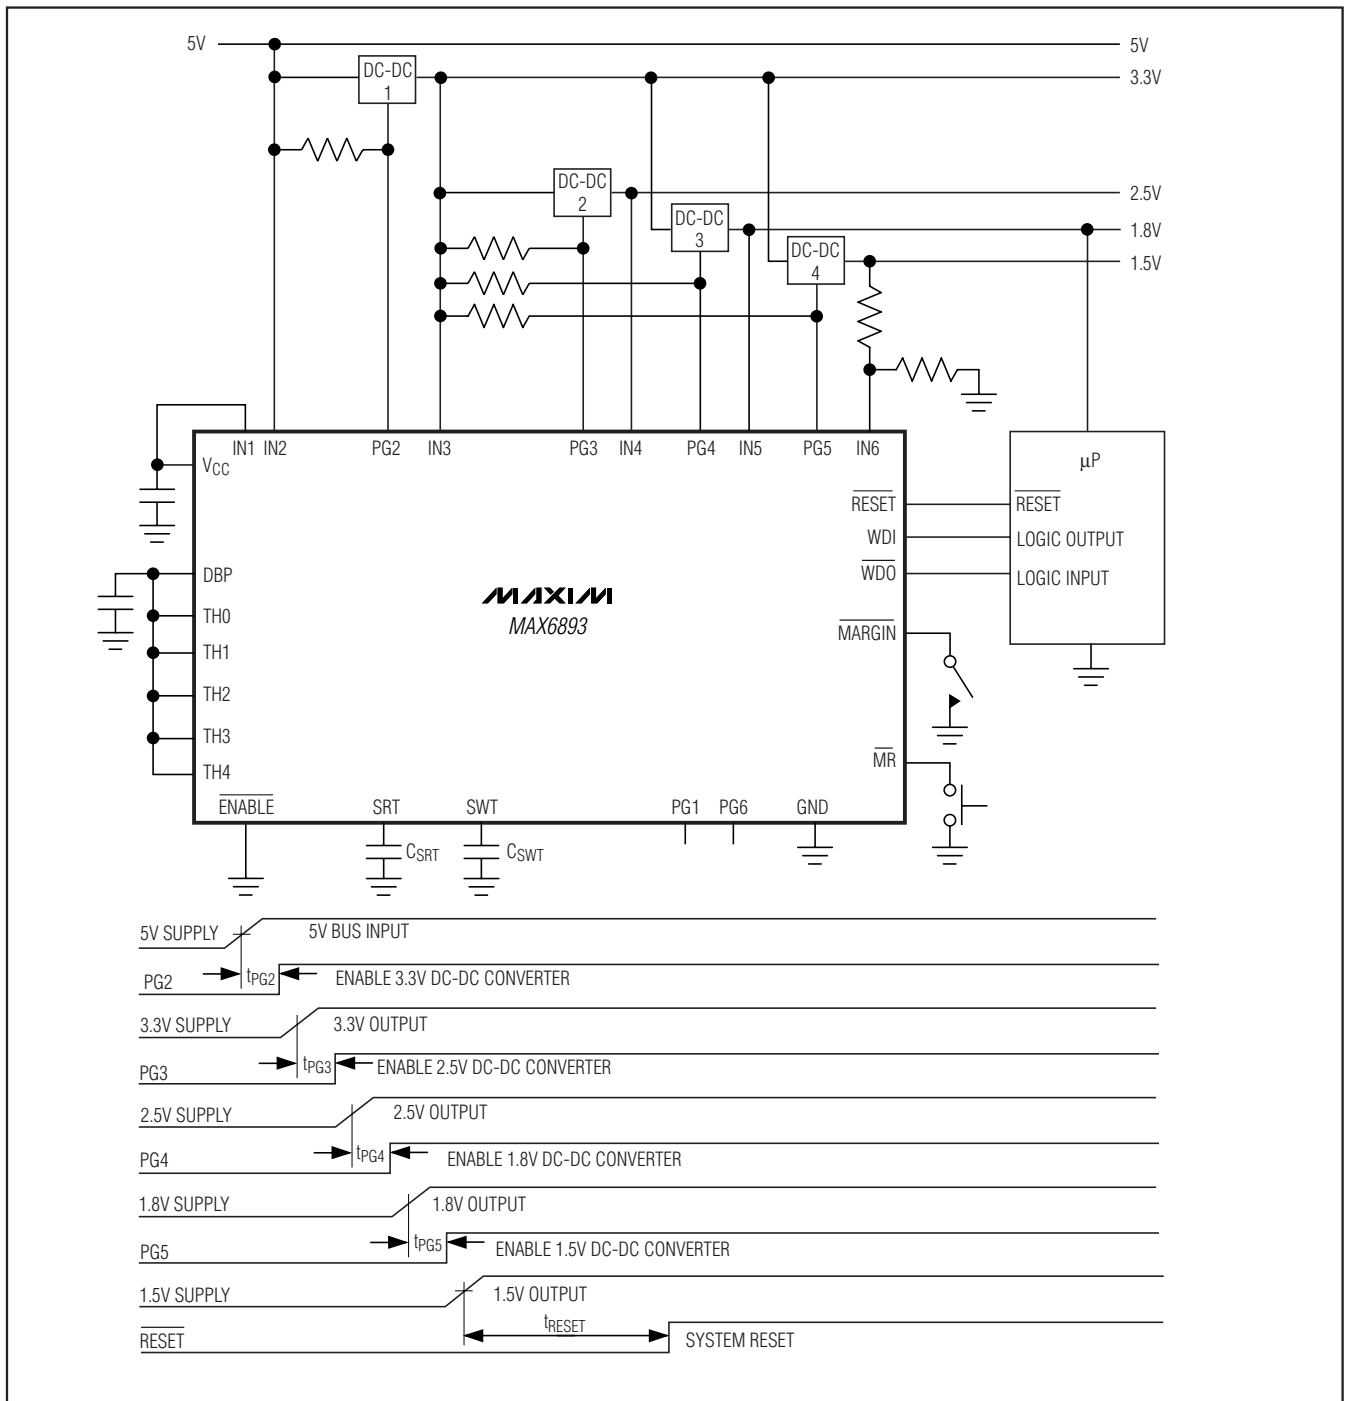 5V
5V
DC-DC
1
3.3V
DC-DC
2
2.5V
DC-DC
3
1.8V
DC-DC
4
1.5V
IN1 IN2 PG2 IN3 PG3 IN4 PG4 IN5 PG5 IN6
VCC
μP
RESET
RESET
WDI
LOGIC OUTPUT
WDO
LOGIC INPUT
DBP
TH0
TH1
TH2
TH3
TH4
MAXIM
MAX6893
MARGIN
MR
ENABLE SRT SWT PG1 PG6 GND
CSRT
CSWT
5V SUPPLY
5V BUS INPUT
PG2
tPG2
ENABLE 3.3V DC-DC CONVERTER
3.3V SUPPLY
3.3V OUTPUT
PG3
tPG3
ENABLE 2.5V DC-DC CONVERTER
2.5V SUPPLY
2.5V OUTPUT
PG4
tPG4
ENABLE 1.8V DC-DC CONVERTER
1.8V SUPPLY
1.8V OUTPUT
PG5
tPG5
ENABLE 1.5V DC-DC CONVERTER
1.5V SUPPLY
1.5V OUTPUT
tRESET
RESET
SYSTEM RESET